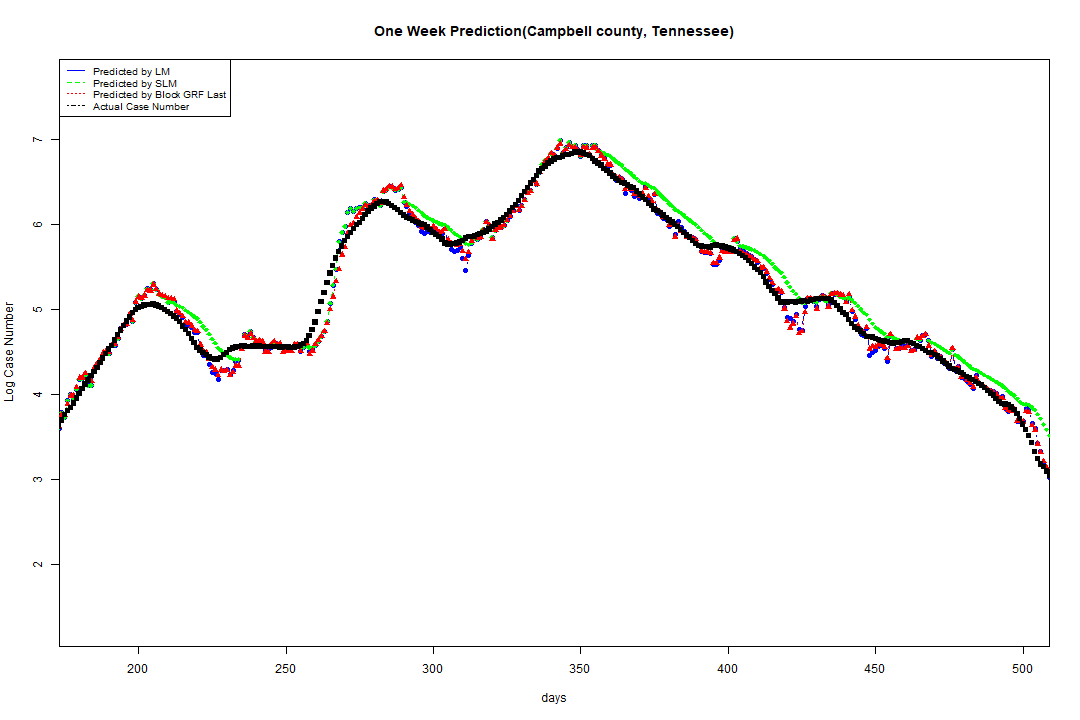 One Week Prediction(Campbell county, Tennessee)
Predicted by LM
Predicted by SLM
Predicted by Block GRF Last
Actual Case Number
7
6
5
4
3
2
Log Case Number
200 250 300 350 400 450 500
days